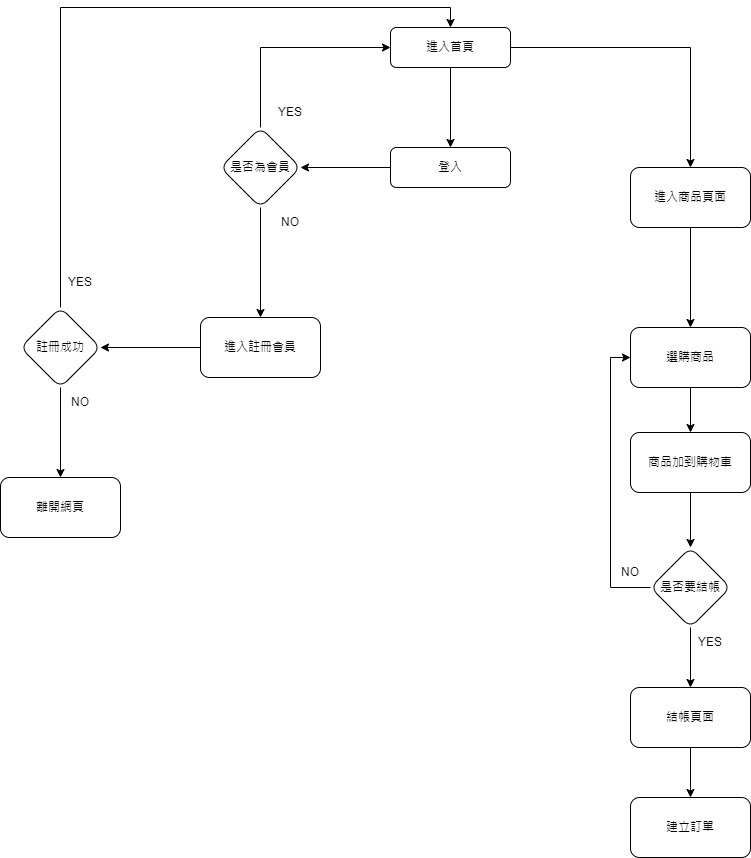 進入首頁
YES
是否為會員
登入
進入商品頁面
NO
YES
註冊成功
進入註冊會員
選購商品
NO
商品加到購物車
離開網頁
NO
是否要結帳
YES
結帳頁面
建立訂單